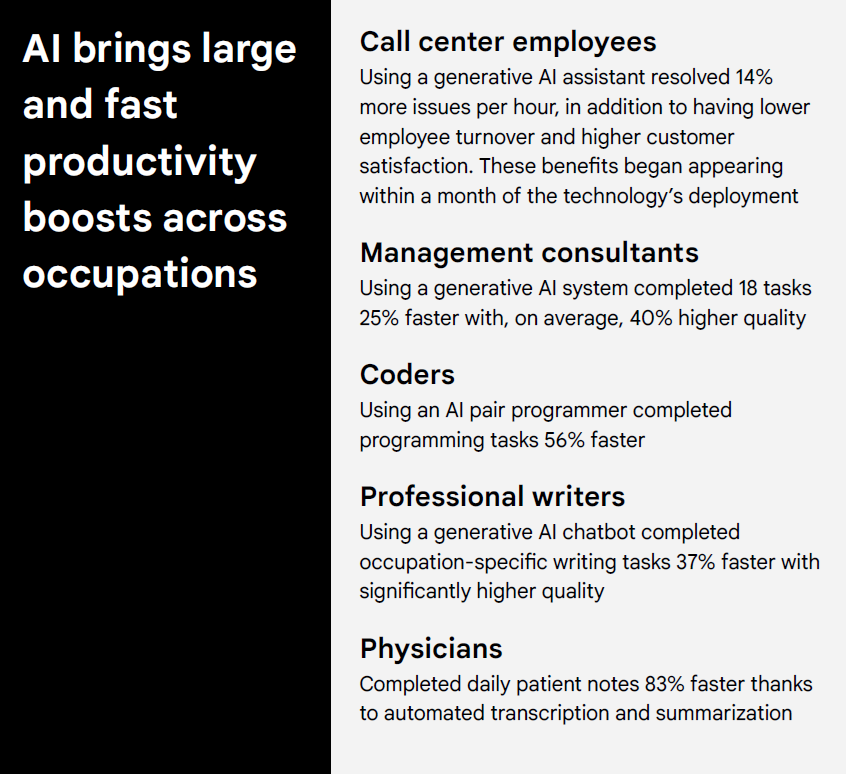 AI brings large
and fast
productivity
boosts across
occupations
Call center employees
Using a generative AI assistant resolved 14%
more issues per hour, in addition to having lower
employee turnover and higher customer
satisfaction. These benefits began appearing
within a month of the technology’s deployment
Management consultants
Using a generative AI system completed 18 tasks
25% faster with, on average, 40% higher quality
Coders
Using an AI pair programmer completed
programming tasks 56% faster
Professional writers
Using a generative AI chatbot completed
occupation-specific writing tasks 37% faster with
significantly higher quality
Physicians
Completed daily patient notes 83% faster thanks
to automated transcription and summarization